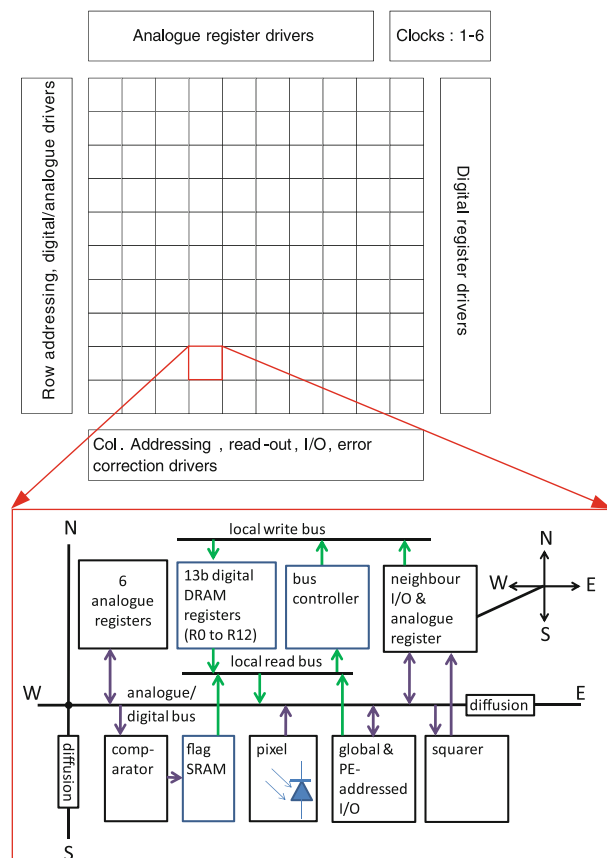 Analogue register drivers
Clocks : 1-6
Row addressing, digital/analogue drivers
Digital register drivers
Col. Addressing , read-out, I/O, error
correction drivers
N
local write bus
6
analogue
registers
13b digital
DRAM
registers
(R0 to R12)
bus
controller
neighbour
I/O &
analogue
register
N
W
E
S
local read bus
W
analogue/
digital bus
diffusion
E
diffusion
comp-
arator
flag
SRAM
pixel
global &
PE-
addressed
I/O
squarer
S